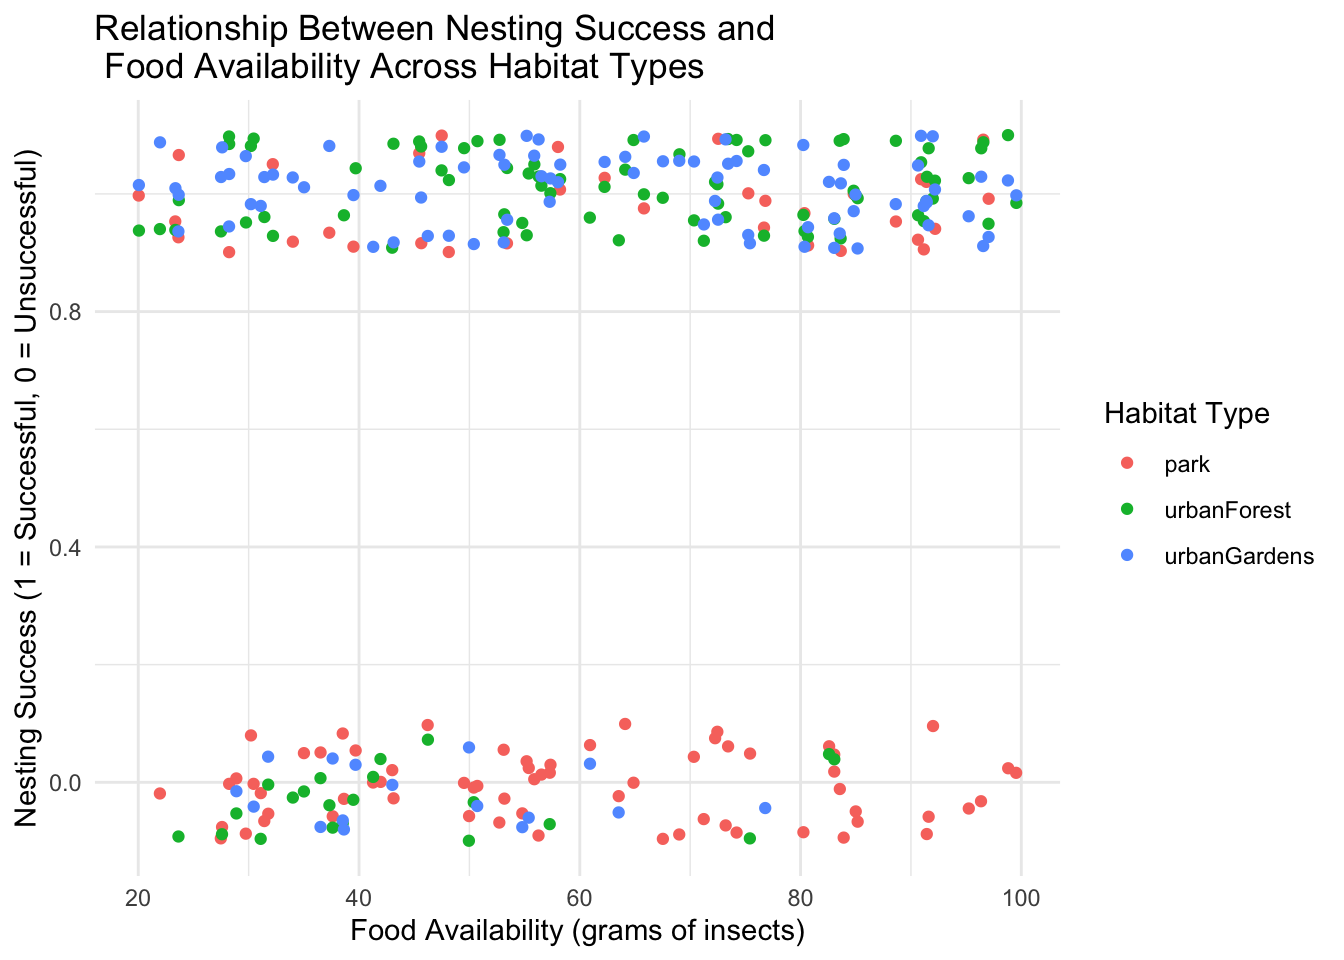 Relationship Between Nesting Success and
Food Availability Across Habitat Types
Nesting Success (1 = Successful, 0 = Unsuccessful)
0.8
0.4
0.0
20 40 60 80 100
Food Availability (grams of insects)
Habitat Type
park
urbanForest
urbanGardens